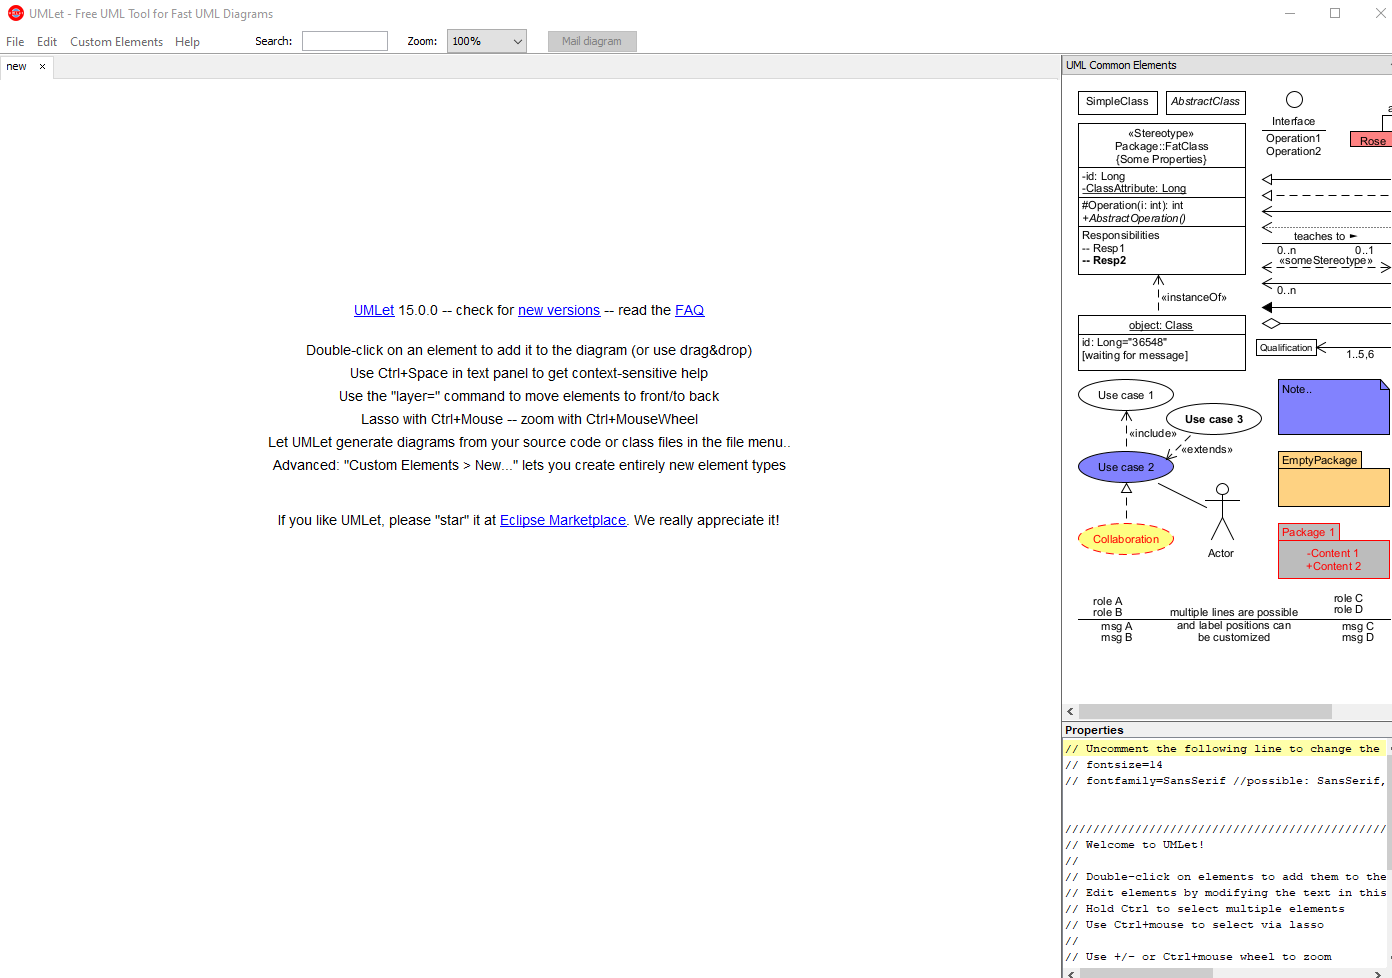 UMLet - Free UML Tool for Fast UML Diagrams
File Edit Custom Elements Help Search: Zoom: 100% Mail diagram
new
UMLet 15.0.0 -- check for new versions -- read the FAQ
Double-click on an element to add it to the diagram (or use drag&drop)
Use Ctrl+Space in text panel to get context-sensitive help
Use the "layer=" command to move elements to front/to back
Lasso with Ctrl+Mouse -- zoom with Ctrl+MouseWheel
Let UMLet generate diagrams from your source code or class files in the file menu..
Advanced: "Custom Elements > New..." lets you create entirely new element types
If you like UMLet, please "star" it at Eclipse Marketplace. We really appreciate it!
UML Common Elements
SimpleClass
AbstractClass
«Stereotype»
Package::FatClass
{Some Properties}
-id: Long
-ClassAttribute: Long
#Operation(i: int): int
+AbstractOperation()
Responsibilities
-- Resp1
-- Resp2
«instanceOf»
object: Class
id: Long="36548"
[waiting for message]
Interface
Operation1
Operation2
Rose
teaches to ►
0..n 0..1
«someStereotype»
0..n
Qualification
1..5,6
Use case 1
Use case 3
«include»
«extends»
Use case 2
Collaboration
Actor
Note..
EmptyPackage
Package 1
-Content 1
+Content 2
role A
role B
msg A
msg B
multiple lines are possible
and label positions can
be customized
role C
role D
msg C
msg D
Properties
// Uncomment the following line to change the
// fontsize=14
// fontfamily=SansSerif //possible: SansSerif,
//////////////////////////////////////////////
// Welcome to UMLet!
//
// Double-click on elements to add them to the
// Edit elements by modifying the text in this
// Hold Ctrl to select multiple elements
// Use Ctrl+mouse to select via lasso
//
// Use +/- or Ctrl+mouse wheel to zoom